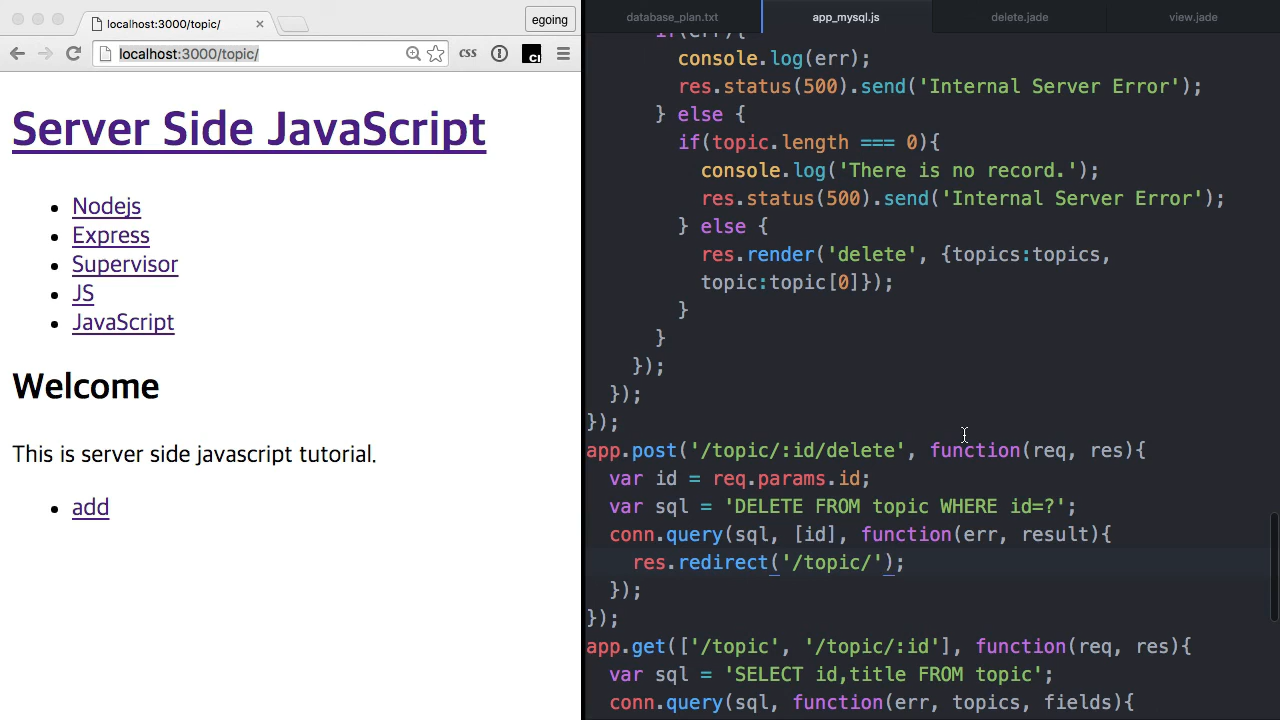 localhost:3000/topic/
egoing
localhost:3000/topic/
css
Server Side JavaScript
Nodejs
Express
Supervisor
JS
JavaScript
Welcome
This is server side javascript tutorial.
add
database_plan.txt
app_mysql.js
delete.jade
view.jade
if(err){
console.log(err);
res.status(500).send('Internal Server Error');
} else {
if(topic.length === 0){
console.log('There is no record.');
res.status(500).send('Internal Server Error');
} else {
res.render('delete', {topics:topics,
topic:topic[0]});
}
}
});
});
});
app.post('/topic/:id/delete', function(req, res){
var id = req.params.id;
var sql = 'DELETE FROM topic WHERE id=?';
conn.query(sql, [id], function(err, result){
res.redirect('/topic/');
});
});
app.get(['/topic', '/topic/:id'], function(req, res){
var sql = 'SELECT id,title FROM topic';
conn.query(sql, function(err, topics, fields){